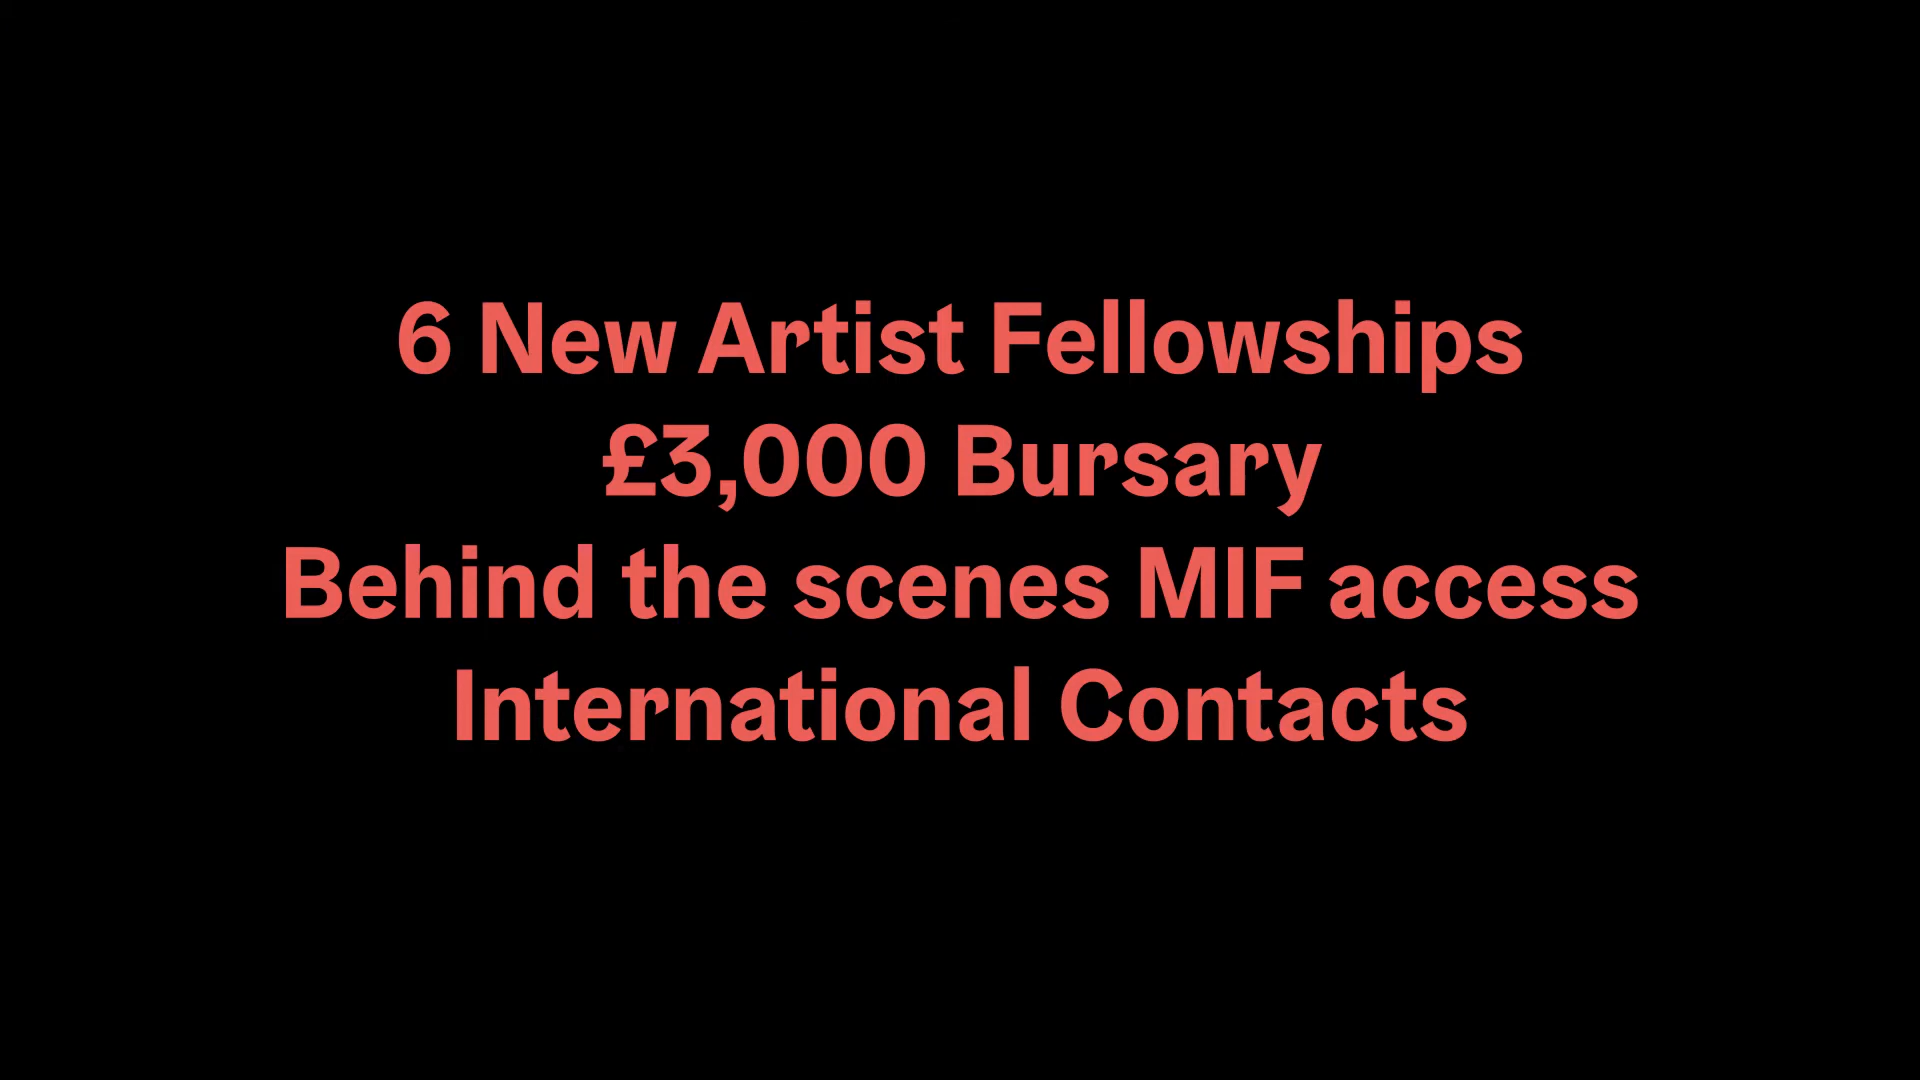 6 New Artist Fellowships
£3,000 Bursary
Behind the scenes MIF access
International Contacts